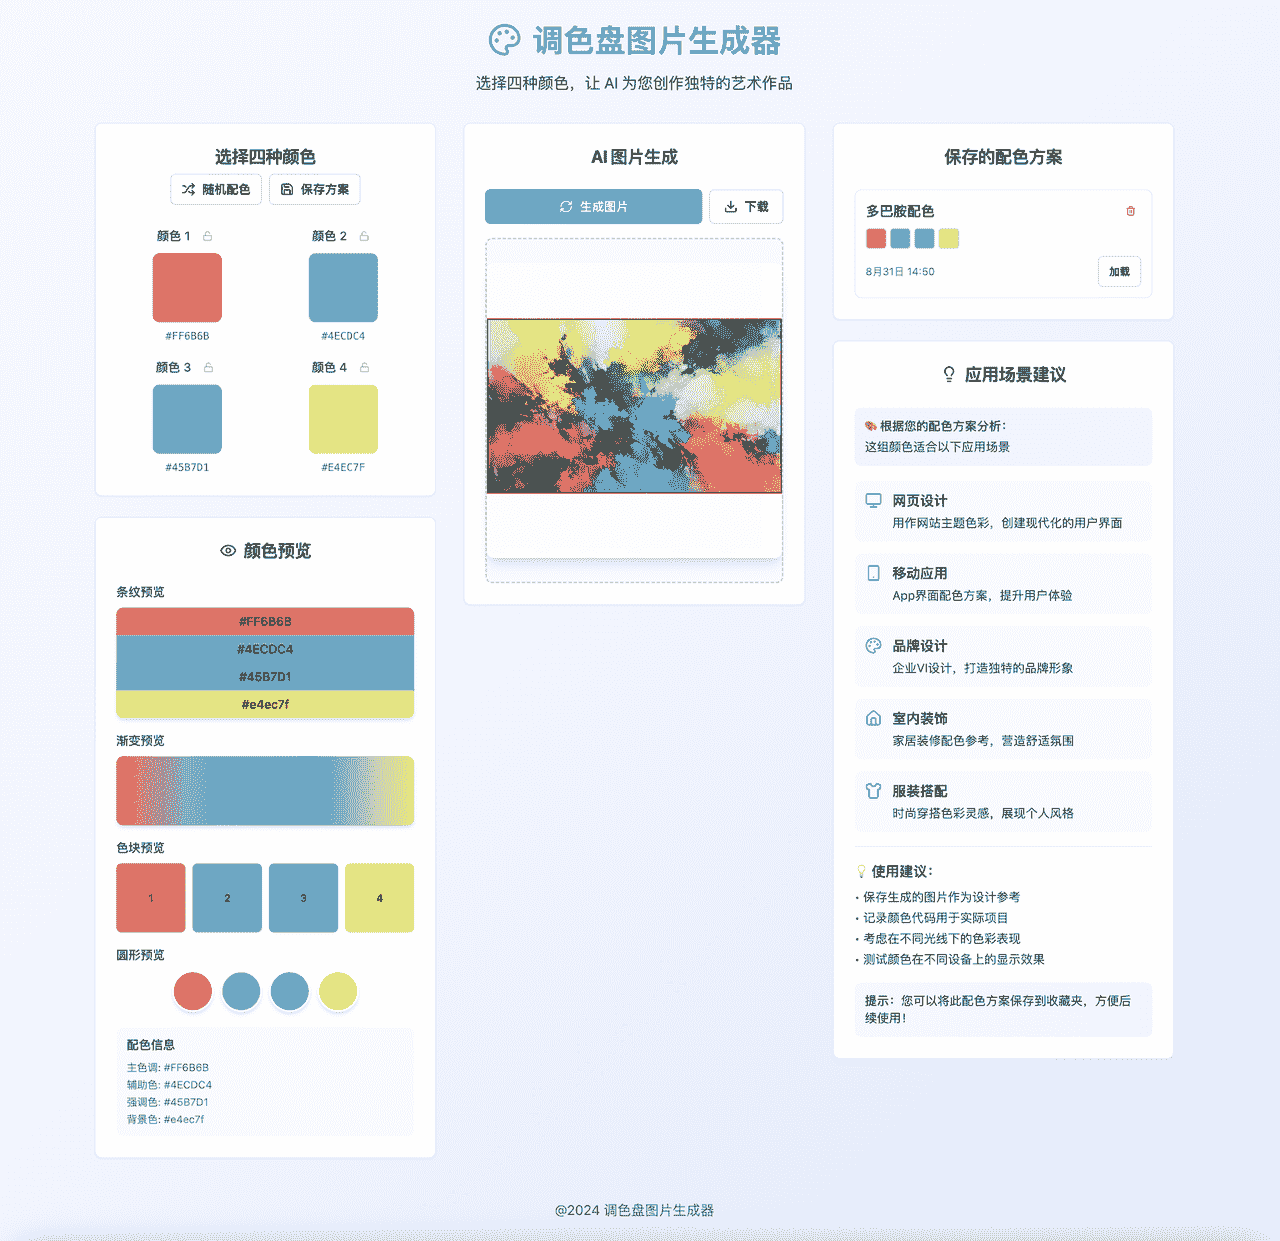 调色盘图片生成器
选择四种颜色，让 AI 为您创作独特的艺术作品
选择四种颜色
随机配色
保存方案
颜色 1
颜色 2
#FF6B6B
#4ECDC4
颜色 3
颜色 4
#45B7D1
#E4EC7F
颜色预览
条纹预览
#FF6B6B
#4ECDC4
#45B7D1
#e4ec7f
渐变预览
色块预览
1
2
3
4
圆形预览
配色信息
主色调: #FF6B6B
辅助色: #4ECDC4
强调色: #45B7D1
背景色: #e4ec7f
AI 图片生成
生成图片
下载
保存的配色方案
多巴胺配色
8月31日 14:50
加载
应用场景建议
根据您的配色方案分析：
这组颜色适合以下应用场景
网页设计
用作网站主题色彩，创建现代化的用户界面
移动应用
App界面配色方案，提升用户体验
品牌设计
企业VI设计，打造独特的品牌形象
室内装饰
家居装修配色参考，营造舒适氛围
服装搭配
时尚穿搭色彩灵感，展现个人风格
使用建议：
• 保存生成的图片作为设计参考
• 记录颜色代码用于实际项目
• 考虑在不同光线下的色彩表现
• 测试颜色在不同设备上的显示效果
提示：您可以将此配色方案保存到收藏夹，方便后
续使用！
@2024 调色盘图片生成器